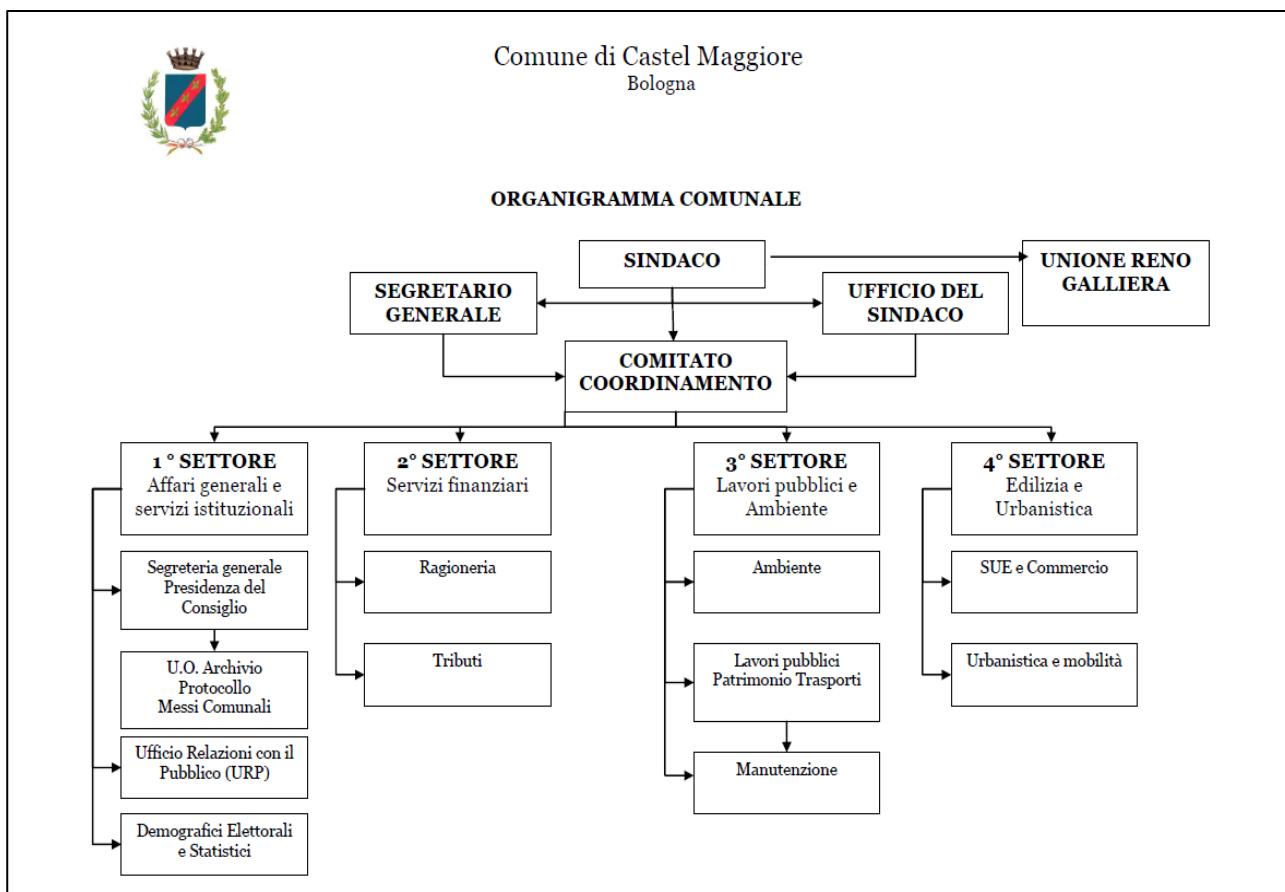 Comune di Castel Maggiore
Bologna
ORGANIGRAMMA COMUNALE
SINDACO
UNIONE RENO
GALLIERA
SEGRETARIO
GENERALE
UFFICIO DEL
SINDACO
COMITATO
COORDINAMENTO
1° SETTORE
Affari generali e
servizi istituzionali
Segreteria generale
Presidenza del
Consiglio
U.O. Archivio
Protocollo
Messi Comunali
Ufficio Relazioni con il
Pubblico (URP)
Demografici Elettorali
e Statistici
2° SETTORE
Servizi finanziari
Ragioneria
Tributi
3° SETTORE
Lavori pubblici e
Ambiente
Ambiente
Lavori pubblici
Patrimonio Trasporti
Manutenzione
4° SETTORE
Edilizia e
Urbanistica
SUE e Commercio
Urbanistica e mobilità